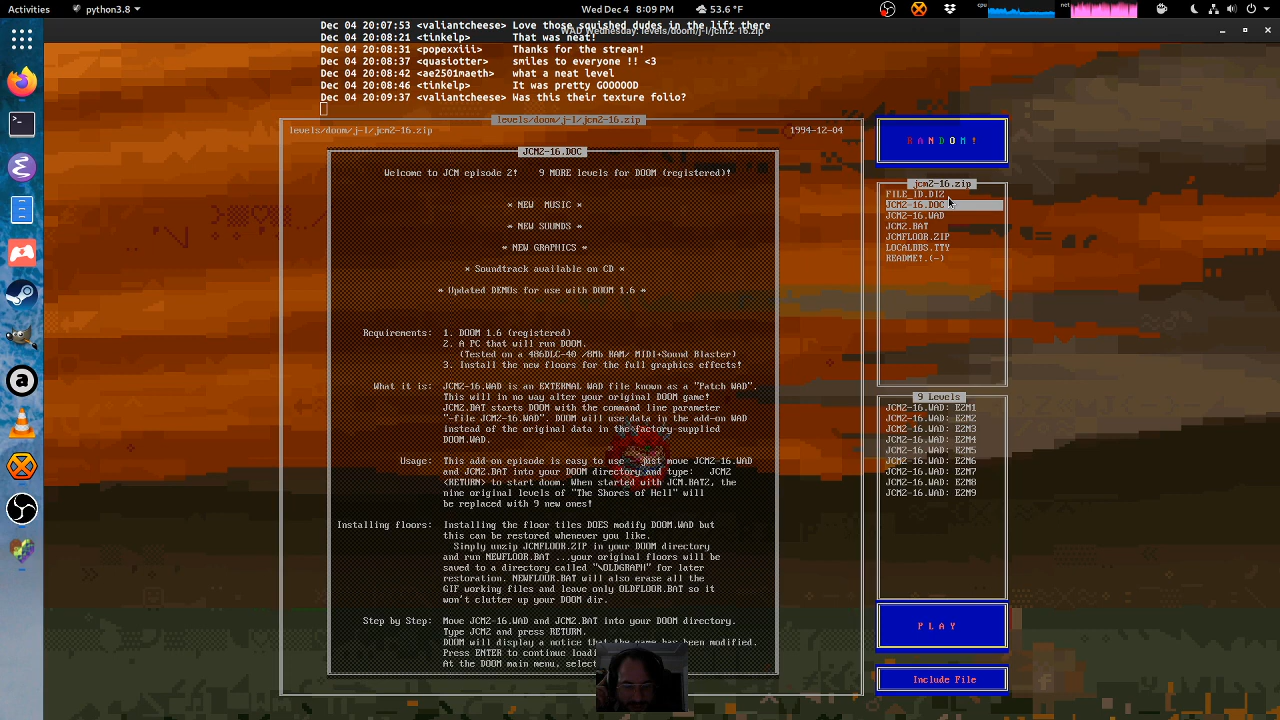 Activities
python3.8
Wed Dec 4 8:09 PM
53.6 °F
cpu
net
WAD Wednesday: levels/doom/j-l/jcm2-16.zip
Dec 04 20:07:53 <valiantcheese> Love those squished dudes in the lift there
Dec 04 20:08:21 <tinkelp> That was neat!
Dec 04 20:08:31 <popexxiii> Thanks for the stream!
Dec 04 20:08:37 <quasiotter> smiles to everyone !! <3
Dec 04 20:08:42 <ae2501maeth> what a neat level
Dec 04 20:08:46 <tinkelp> It was pretty GOOOOOD
Dec 04 20:09:37 <valiantcheese> Was this their texture folio?
levels/doom/j-l/jcm2-16.zip
levels/doom/j-l/jcm2-16.zip
1994-12-04
JCM2-16.DOC
Welcome to JCM episode 2! 9 MORE levels for DOOM (registered)!
* NEW MUSIC *
* NEW SOUNDS *
* NEW GRAPHICS *
* Soundtrack available on CD *
* Updated DEMOs for use with DOOM 1.6 *
Requirements: 1. DOOM 1.6 (registered)
2. A PC that will run DOOM.
(Tested on a 486DLC-40 /8Mb RAM/ MIDI+Sound Blaster)
3. Install the new floors for the full graphics effects!
What it is: JCM2-16.WAD is an EXTERNAL WAD file known as a "Patch WAD".
This will in no way alter your original DOOM game!
JCM2.BAT starts DOOM with the command line parameter
"-file JCM2-16.WAD". DOOM will use data in the add-on WAD
instead of the original data in the factory-supplied
DOOM.WAD.
Usage: This add-on episode is easy to use -- just move JCM2-16.WAD
and JCM2.BAT into your DOOM directory and type: JCM2
<RETURN> to start doom. When started with JCM.BAT2, the
nine original levels of "The Shores of Hell" will
be replaced with 9 new ones!
Installing floors: Installing the floor tiles DOES modify DOOM.WAD but
this can be restored whenever you like.
Simply unzip JCMFLOOR.ZIP in your DOOM directory
and run NEWFLOOR.BAT ...your original floors will be
saved to a directory called "\OLDGRAPH" for later
restoration. NEWFLOOR.BAT will also erase all the
GIF working files and leave only OLDFLOOR.BAT so it
won't clutter up your DOOM dir.
Step by Step: Move JCM2-16.WAD and JCM2.BAT into your DOOM directory.
Type JCM2 and press RETURN.
DOOM will display a notice that the game has been modified.
Press ENTER to continue loadi
At the DOOM main menu, select
RANDOM!
jcm2-16.zip
FILE_ID.DIZ
JCM2-16.DOC
JCM2-16.WAD
JCM2.BAT
JCMFLOOR.ZIP
LOCALBBS.TTY
README!.(-)
9 Levels
JCM2-16.WAD: E2M1
JCM2-16.WAD: E2M2
JCM2-16.WAD: E2M3
JCM2-16.WAD: E2M4
JCM2-16.WAD: E2M5
JCM2-16.WAD: E2M6
JCM2-16.WAD: E2M7
JCM2-16.WAD: E2M8
JCM2-16.WAD: E2M9
PLAY
Include File